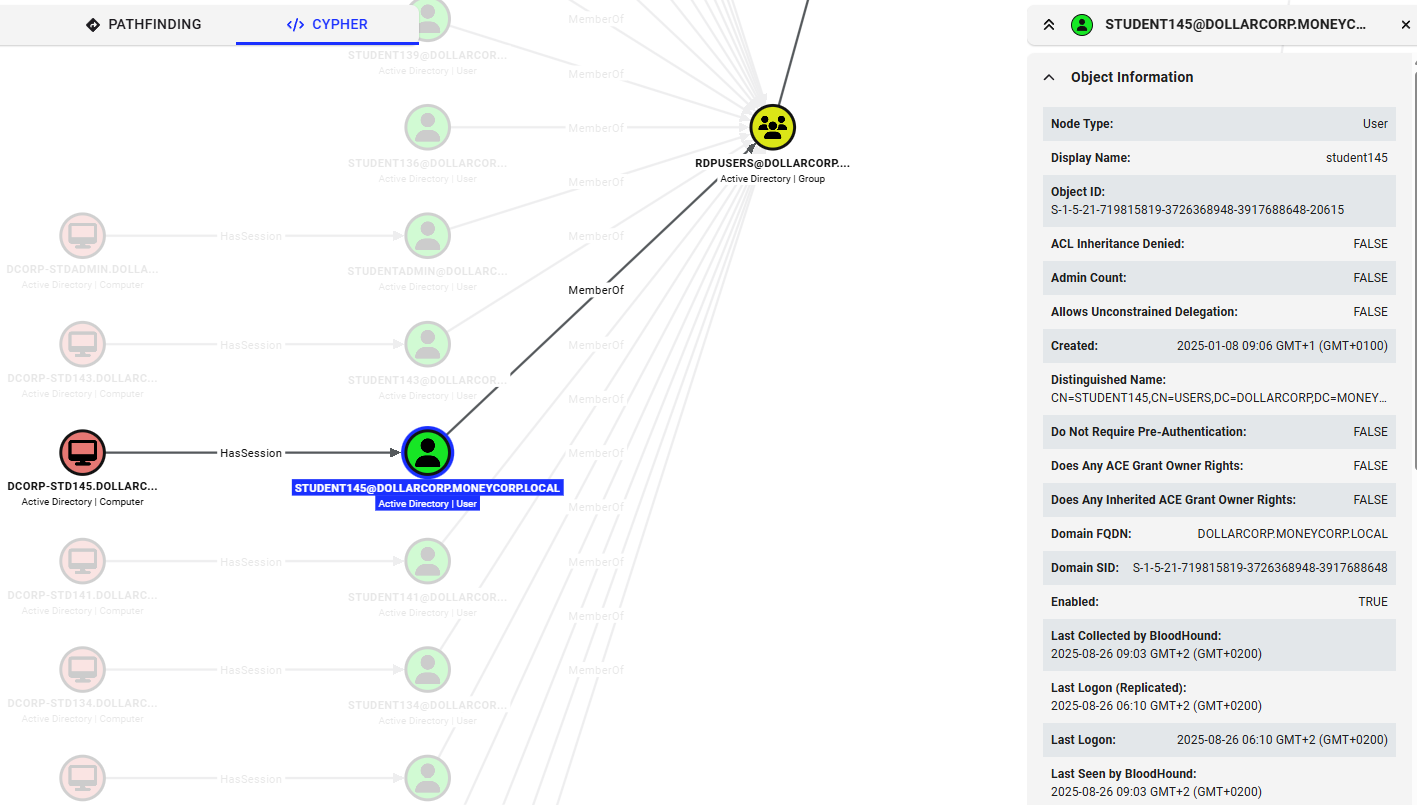 PATHFINDING
CYPHER
STUDENT139@DOLLARCOR...
Active Directory | User
MemberOf
MemberOf
MemberOf
STUDENT136@DOLLARCOR...
Active Directory | User
RDPUSERS@DOLLARCORP....
Active Directory | Group
MemberOf
DCORP-STDADMIN.DOLLA...
Active Directory | Computer
HasSession
STUDENTADMIN@DOLLARC...
Active Directory | User
MemberOf
MemberOf
DCORP-STD143.DOLLARC...
Active Directory | Computer
HasSession
STUDENT143@DOLLARCOR...
Active Directory | User
MemberOf
MemberOf
DCORP-STD145.DOLLARC...
Active Directory | Computer
HasSession
STUDENT145@DOLLARCORP.MONEYCORP.LOCAL
Active Directory | User
MemberOf
MemberOf
DCORP-STD141.DOLLARC...
Active Directory | Computer
HasSession
STUDENT141@DOLLARCOR...
Active Directory | User
MemberOf
MemberOf
DCORP-STD134.DOLLARC...
Active Directory | Computer
HasSession
STUDENT134@DOLLARCOR...
Active Directory | User
MemberOf
HasSession
MemberOf
STUDENT145@DOLLARCORP.MONEYC...
Object Information
Node Type: User
Display Name: student145
Object ID:
S-1-5-21-719815819-3726368948-3917688648-20615
ACL Inheritance Denied: FALSE
Admin Count: FALSE
Allows Unconstrained Delegation: FALSE
Created: 2025-01-08 09:06 GMT+1 (GMT+0100)
Distinguished Name:
CN=STUDENT145,CN=USERS,DC=DOLLARCORP,DC=MONEY...
Do Not Require Pre-Authentication: FALSE
Does Any ACE Grant Owner Rights: FALSE
Does Any Inherited ACE Grant Owner Rights: FALSE
Domain FQDN: DOLLARCORP.MONEYCORP.LOCAL
Domain SID: S-1-5-21-719815819-3726368948-3917688648
Enabled: TRUE
Last Collected by BloodHound:
2025-08-26 09:03 GMT+2 (GMT+0200)
Last Logon (Replicated):
2025-08-26 06:10 GMT+2 (GMT+0200)
Last Logon: 2025-08-26 06:10 GMT+2 (GMT+0200)
Last Seen by BloodHound:
2025-08-26 09:03 GMT+2 (GMT+0200)